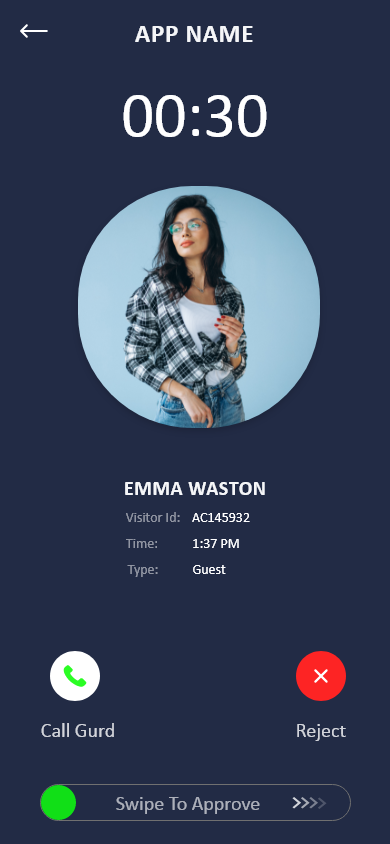 APP NAME
00:30
EMMA WASTON
Visitor Id: AC145932
Time: 1:37 PM
Type: Guest
Call Gurd
Reject
Swipe To Approve